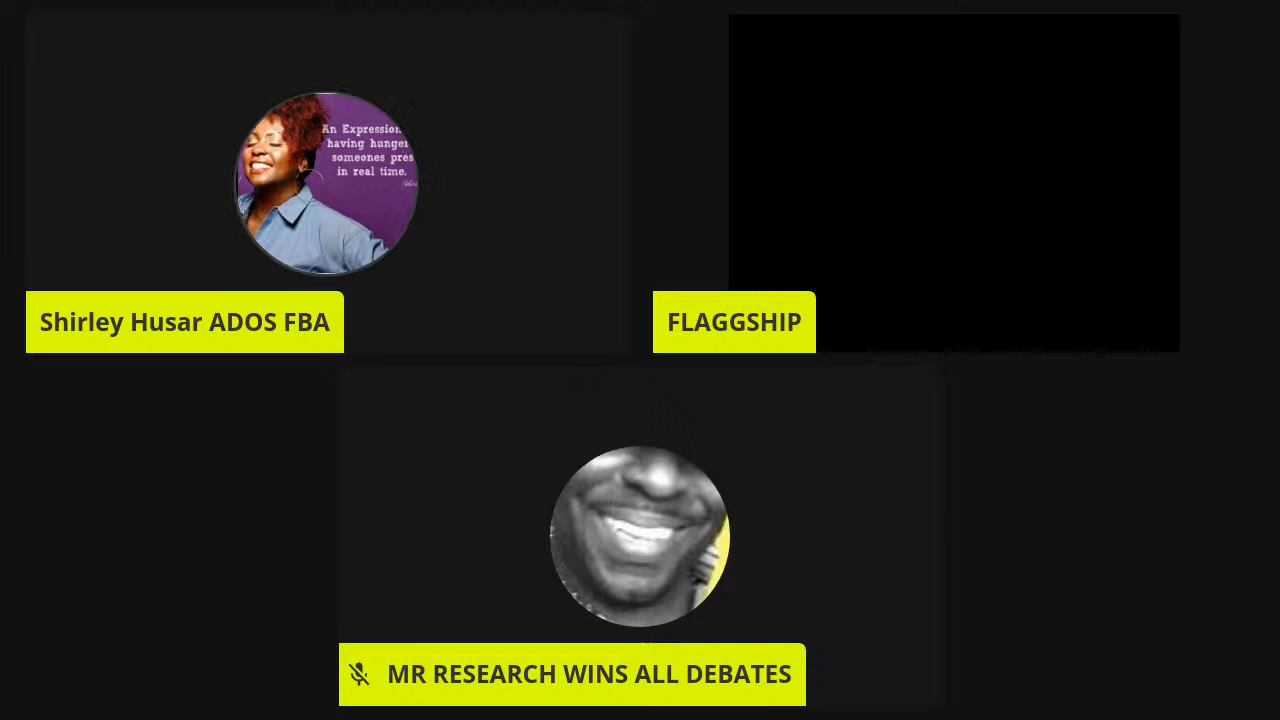 An Expression
having hunger
someones pres
in real time.
Shirley Husar ADOS FBA
FLAGGSHIP
MR RESEARCH WINS ALL DEBATES